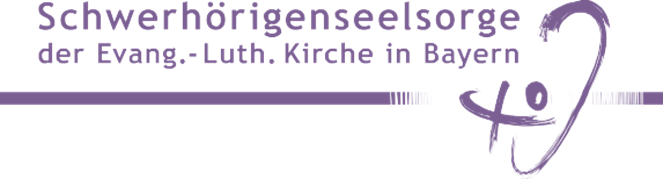 Schwerhörigenseelsorge
der Evang.-Luth. Kirche in Bayern